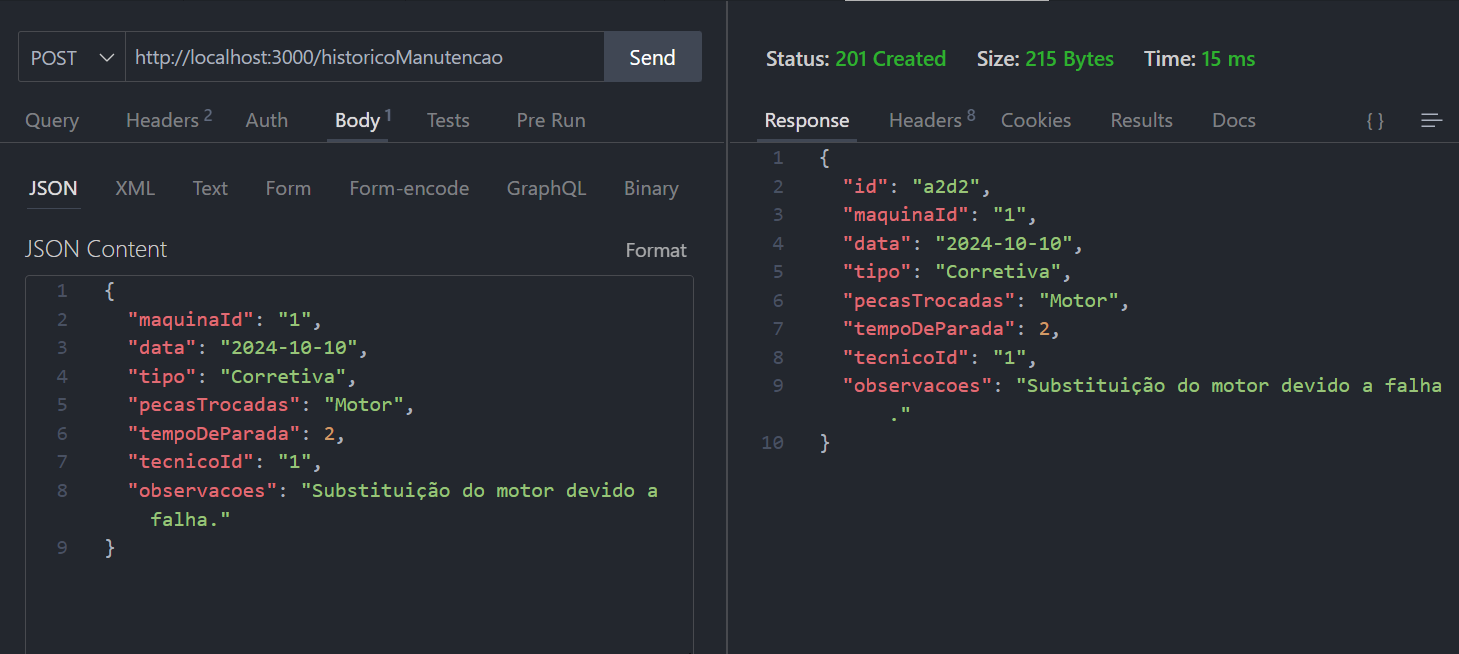 POST http://localhost:3000/historicoManutencao Send
Query Headers 2 Auth Body 1 Tests Pre Run
JSON XML Text Form Form-encode GraphQL Binary
JSON Content Format
1 {
2 "maquinaId": "1",
3 "data": "2024-10-10",
4 "tipo": "Corretiva",
5 "pecasTrocadas": "Motor",
6 "tempoDeParada": 2,
7 "tecnicoId": "1",
8 "observacoes": "Substituição do motor devido a
falha."
9 }
Status: 201 Created Size: 215 Bytes Time: 15 ms
Response Headers 8 Cookies Results Docs { }
1 {
2 "id": "a2d2",
3 "maquinaId": "1",
4 "data": "2024-10-10",
5 "tipo": "Corretiva",
6 "pecasTrocadas": "Motor",
7 "tempoDeParada": 2,
8 "tecnicoId": "1",
9 "observacoes": "Substituição do motor devido a falha
."
10 }